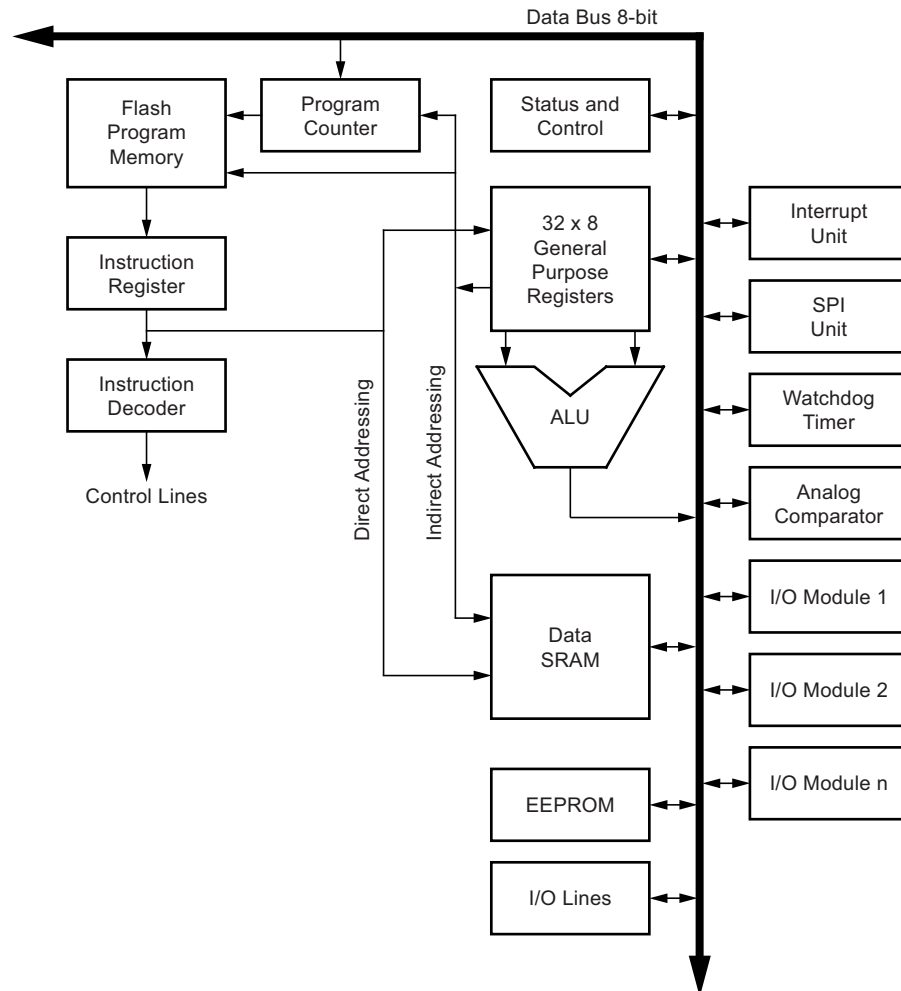 Data Bus 8-bit
Flash
Program
Memory
Program
Counter
Status and
Control
32 x 8
General
Purpose
Registers
Interrupt
Unit
Instruction
Register
SPI
Unit
Instruction
Decoder
Direct Addressing
Indirect Addressing
ALU
Watchdog
Timer
Control Lines
Analog
Comparator
I/O Module 1
Data
SRAM
I/O Module 2
EEPROM
I/O Module n
I/O Lines